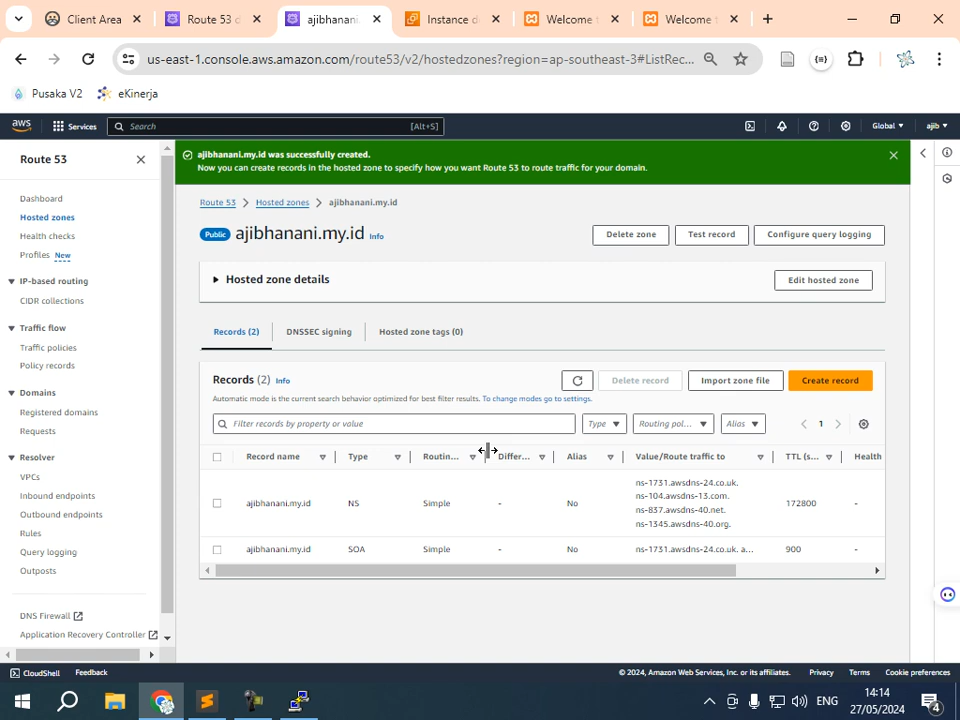 Client Area
Route 53 d
ajibhanani.
Instance d
Welcome t
Welcome t
us-east-1.console.aws.amazon.com/route53/v2/hostedzones?region=ap-southeast-3#ListRec...
Pusaka V2
eKinerja
aws
Services
Search
[Alt+S]
Global
ajib
Route 53
Dashboard
Hosted zones
Health checks
Profiles New
IP-based routing
CIDR collections
Traffic flow
Traffic policies
Policy records
Domains
Registered domains
Requests
Resolver
VPCs
Inbound endpoints
Outbound endpoints
Rules
Query logging
Outposts
DNS Firewall
Application Recovery Controller
ajibhanani.my.id was successfully created.
Now you can create records in the hosted zone to specify how you want Route 53 to route traffic for your domain.
Route 53 > Hosted zones > ajibhanani.my.id
Public ajibhanani.my.id Info
Delete zone
Test record
Configure query logging
Hosted zone details
Edit hosted zone
Records (2)
DNSSEC signing
Hosted zone tags (0)
Records (2) Info
Delete record
Import zone file
Create record
Automatic mode is the current search behavior optimized for best filter results. To change modes go to settings.
Filter records by property or value
Type
Routing pol...
Alias
1
Record name Type Routin... Differ... Alias Value/Route traffic to TTL (s... Health
ajibhanani.my.id NS Simple - No ns-1731.awsdns-24.co.uk. 172800 -
ns-104.awsdns-13.com.
ns-837.awsdns-40.net.
ns-1345.awsdns-40.org.
ajibhanani.my.id SOA Simple - No ns-1731.awsdns-24.co.uk. a... 900 -
CloudShell
Feedback
© 2024, Amazon Web Services, Inc. or its affiliates.
Privacy
Terms
Cookie preferences
ENG
14:14
27/05/2024
4